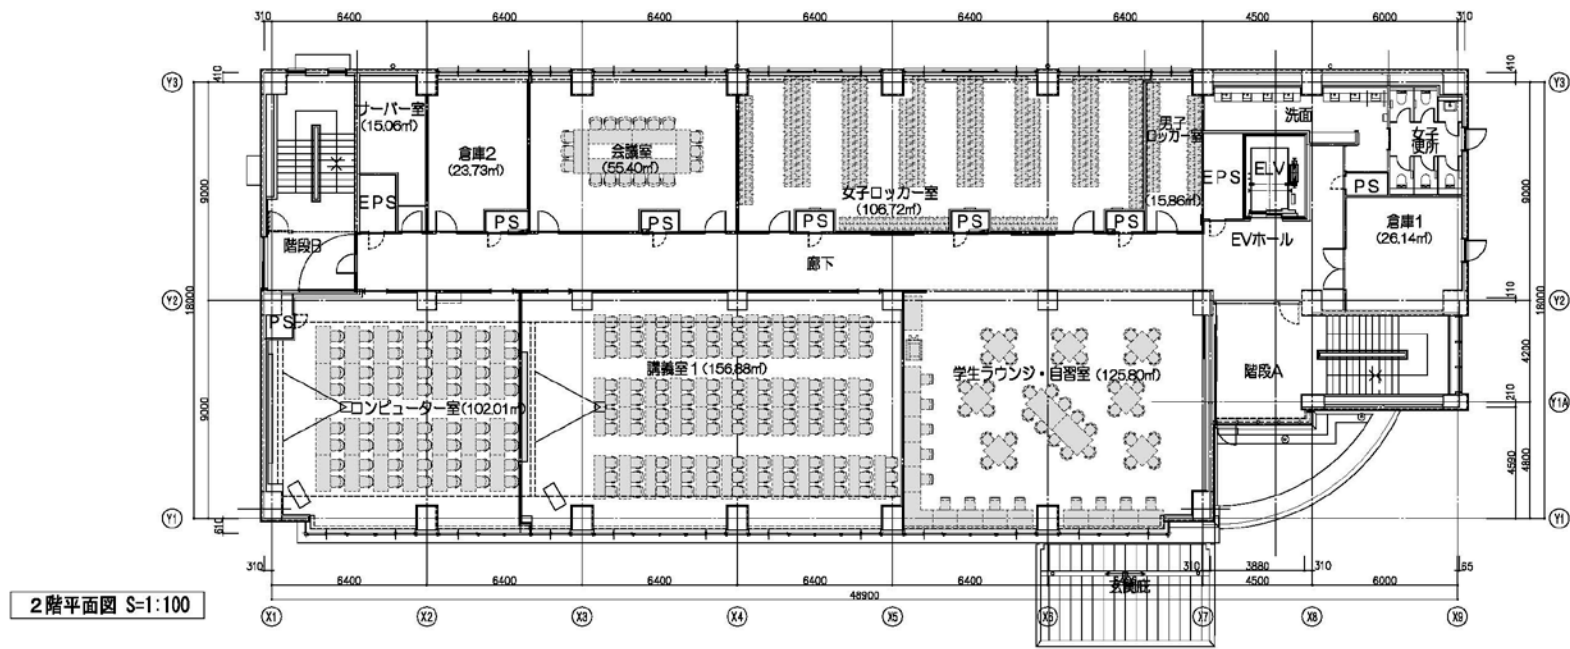 310 6400 6400 6400 6400 6400 6400 4500 6000 310
410 410
Y3 Y3
サーバー室
(15.06㎡)
倉庫2
(23.73㎡)
会議室
(55.40㎡)
女子ロッカー室
(106.72㎡)
男子
ロッカー室
(15.86㎡)
洗面
女子
便所
EPS
EPS
ELV
PS
PS
PS
PS
PS
PS
倉庫1
(26.14㎡)
9000 9000
階段B
廊下
EVホール
Y2 Y2
18000 18000
110
PS
コンピューター室(102.01㎡)
講義室1(156.88㎡)
学生ラウンジ・自習室(125.80㎡)
階段A
9000
4200
210
Y1A
4590
4800
Y1 Y1
610
310 6400 6400 6400 6400 6400 310 3880 310 65
4500 6000
玄関庇
48900
X1 X2 X3 X4 X5 X6 X7 X8 X9
2階平面図 S=1:100